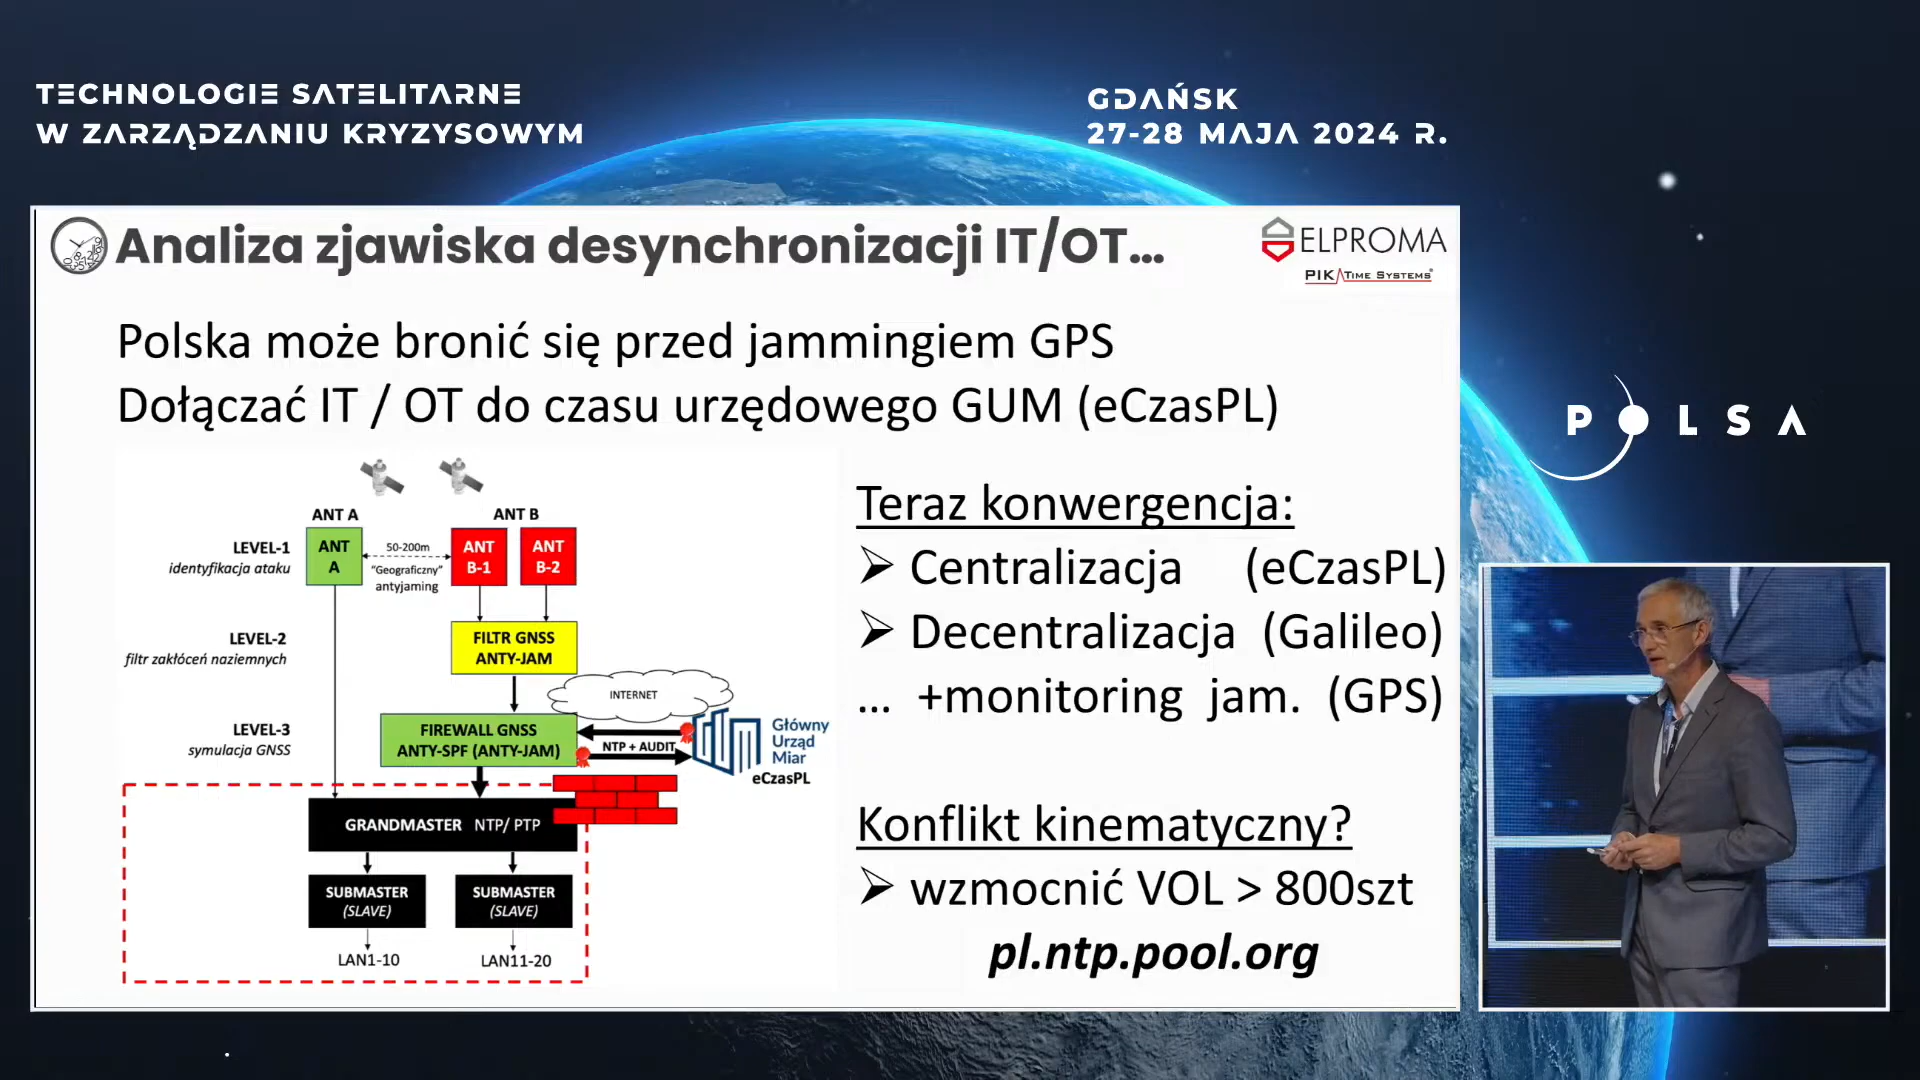 TECHNOLOGIE SATELITARNE
W ZARZĄDZANIU KRYZYSOWYM
GDAŃSK
27-28 MAJA 2024 R.
Analiza zjawiska desynchronizacji IT/OT...
ELPROMA
PIK TIME SYSTEMS
Polska może bronić się przed jammingiem GPS
Dołączać IT / OT do czasu urzędowego GUM (eCzasPL)
ANT A
ANT B
LEVEL-1
identyfikacja ataku
ANT
A
50-200m
"Geograficzny"
antyjaming
ANT
B-1
ANT
B-2
LEVEL-2
filtr zakłóceń naziemnych
FILTR GNSS
ANTY-JAM
INTERNET
LEVEL-3
symulacja GNSS
FIREWALL GNSS
ANTY-SPF (ANTY-JAM)
NTP + AUDIT
GUM
Główny
Urząd
Miar
eCzasPL
GRANDMASTER NTP/ PTP
SUBMASTER
(SLAVE)
SUBMASTER
(SLAVE)
LAN1-10
LAN11-20
Teraz konwergencja:
➢ Centralizacja (eCzasPL)
➢ Decentralizacja (Galileo)
... +monitoring jam. (GPS)
Konflikt kinematyczny?
➢ wzmocnić VOL > 800szt
pl.ntp.pool.org
POLSA